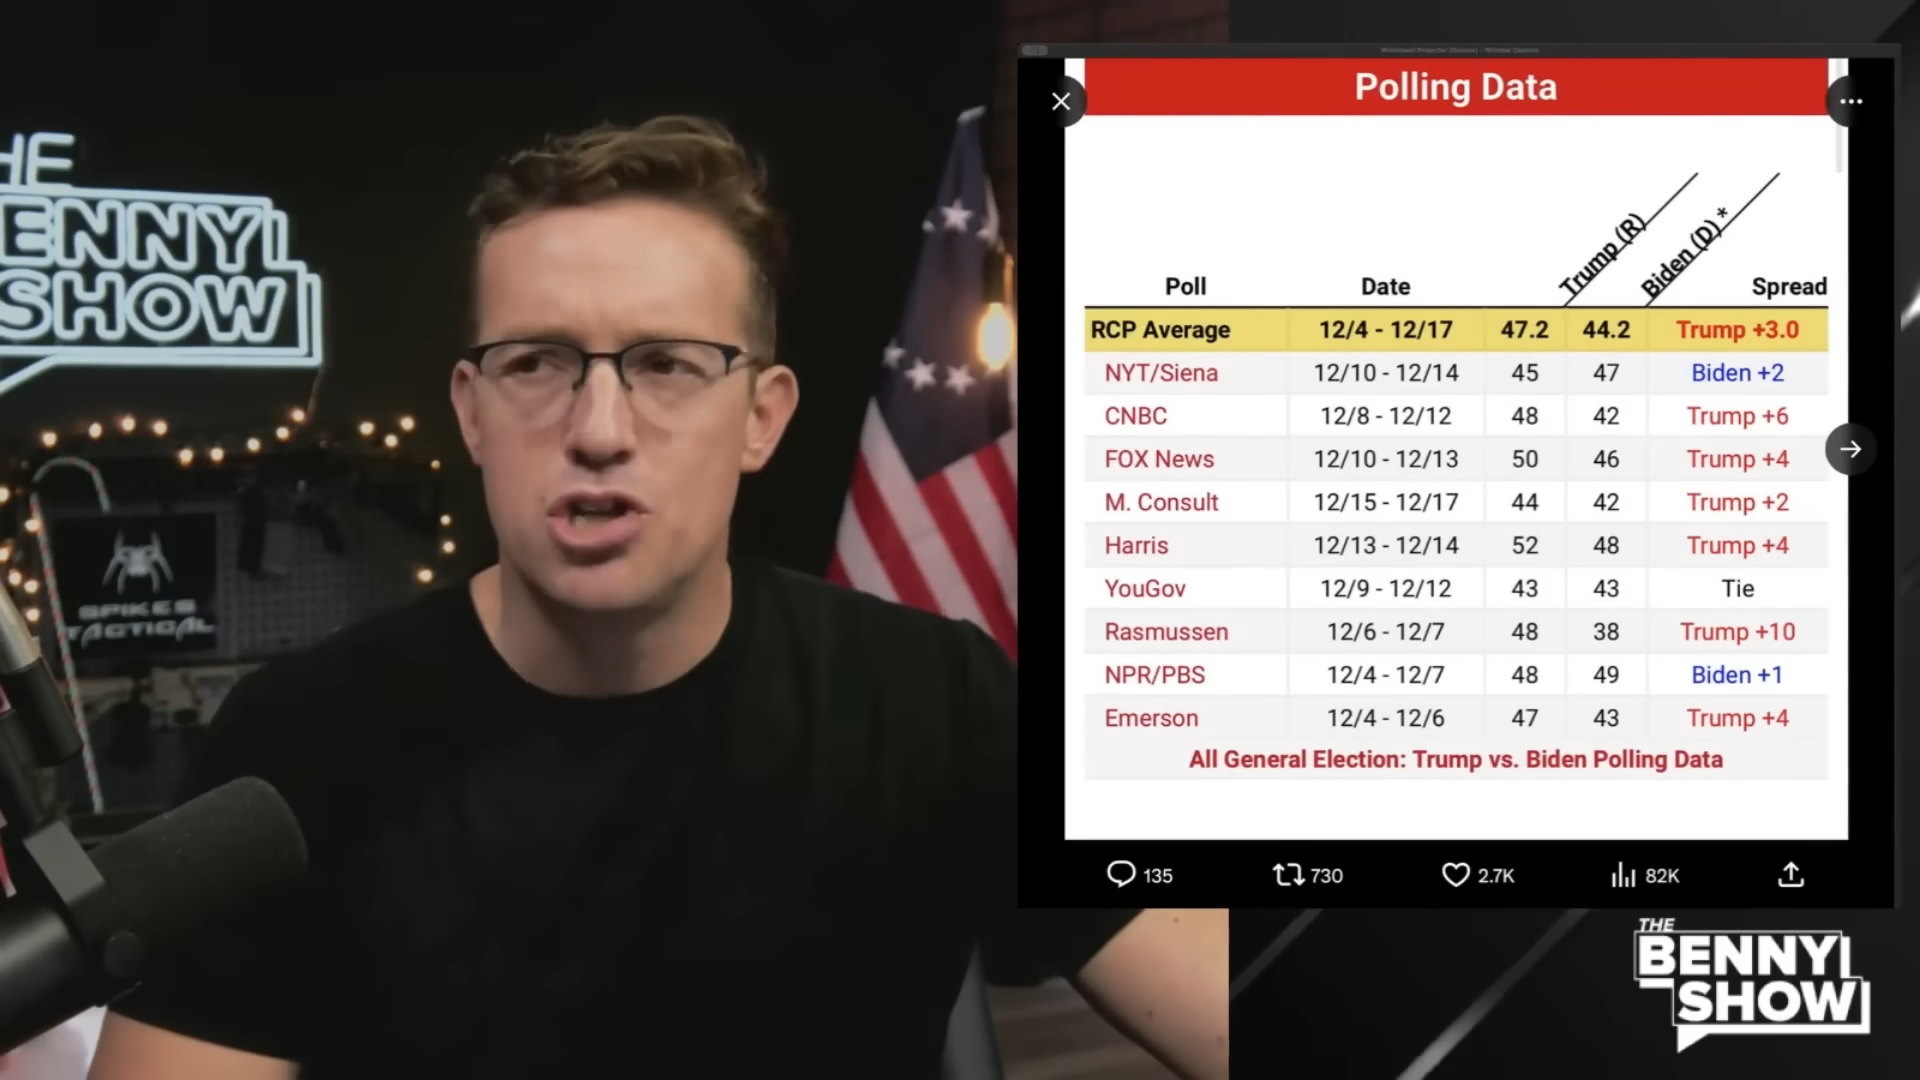 THE
BENNY
SHOW
SPIKES
TACTICAL
Polling Data
Poll Date Trump (R) Biden (D) * Spread
RCP Average 12/4 - 12/17 47.2 44.2 Trump +3.0
NYT/Siena 12/10 - 12/14 45 47 Biden +2
CNBC 12/8 - 12/12 48 42 Trump +6
FOX News 12/10 - 12/13 50 46 Trump +4
M. Consult 12/15 - 12/17 44 42 Trump +2
Harris 12/13 - 12/14 52 48 Trump +4
YouGov 12/9 - 12/12 43 43 Tie
Rasmussen 12/6 - 12/7 48 38 Trump +10
NPR/PBS 12/4 - 12/7 48 49 Biden +1
Emerson 12/4 - 12/6 47 43 Trump +4
All General Election: Trump vs. Biden Polling Data
135 730 2.7K 82K
THE
BENNY
SHOW